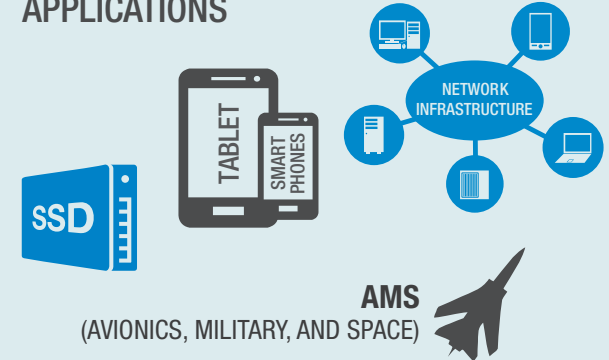 APPLICATIONS
NETWORK
INFRASTRUCTURE
TABLET
SMART
PHONES
SSD
AMS
(AVIONICS, MILITARY, AND SPACE)